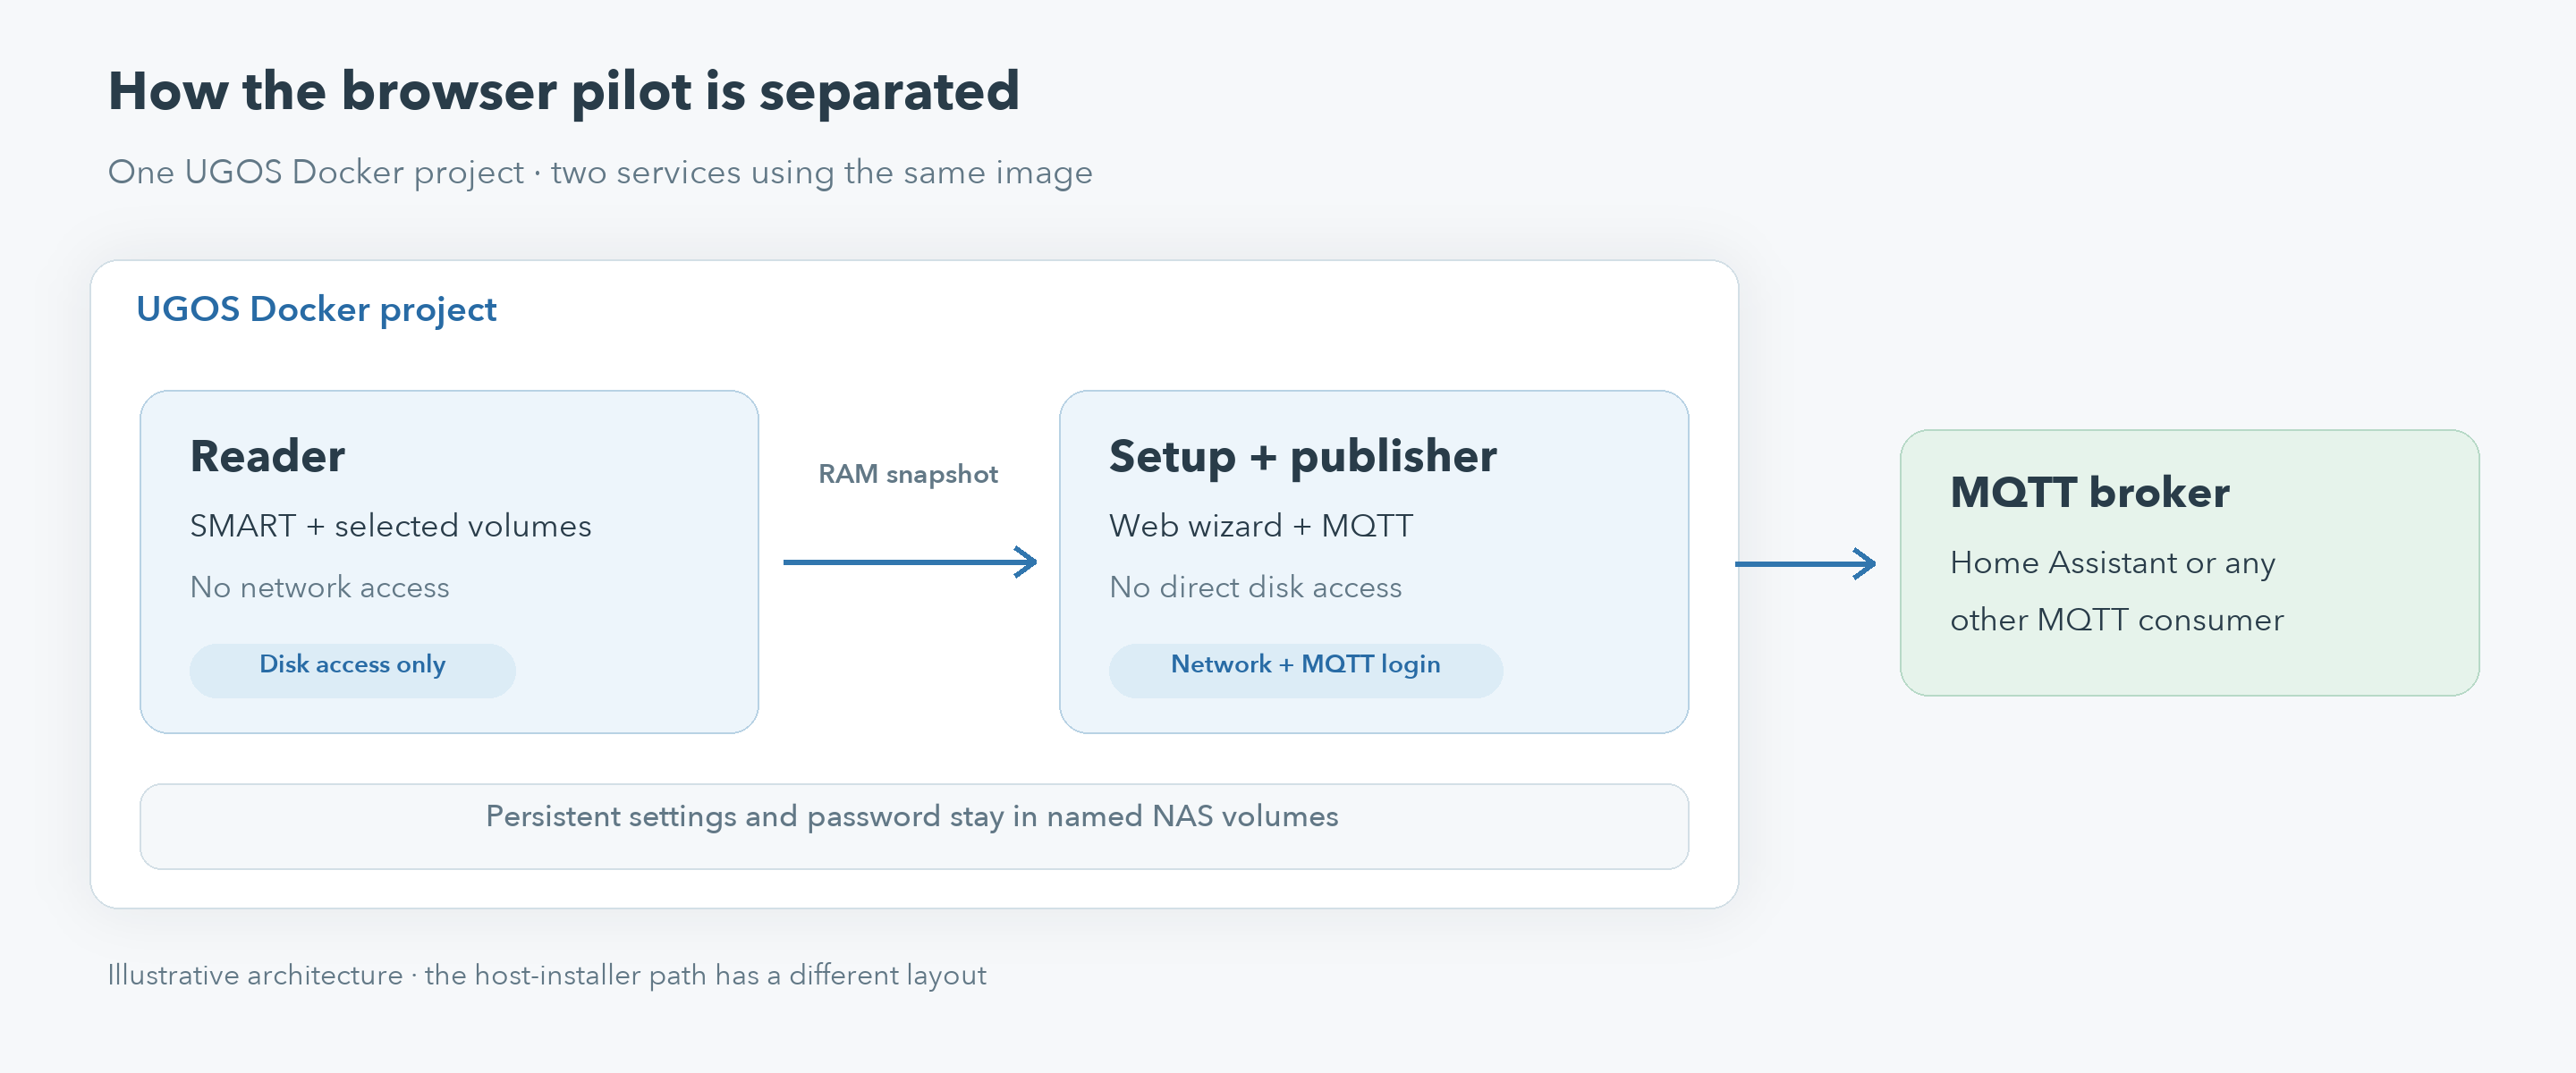 How the browser pilot is separated
One UGOS Docker project · two services using the same image
UGOS Docker project
Reader
SMART + selected volumes
No network access
Disk access only
RAM snapshot
Setup + publisher
Web wizard + MQTT
No direct disk access
Network + MQTT login
MQTT broker
Home Assistant or any
other MQTT consumer
Persistent settings and password stay in named NAS volumes
Illustrative architecture · the host-installer path has a different layout